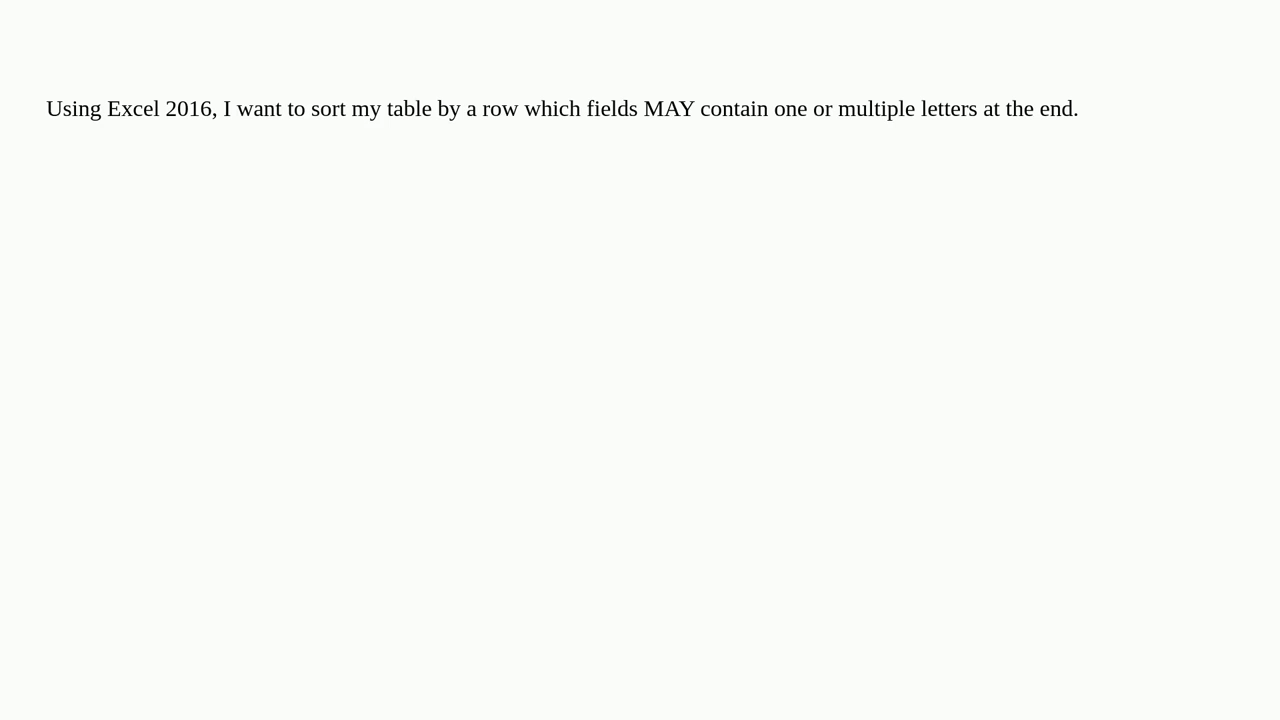 Using Excel 2016, I want to sort my table by a row which fields MAY contain one or multiple letters at the end.